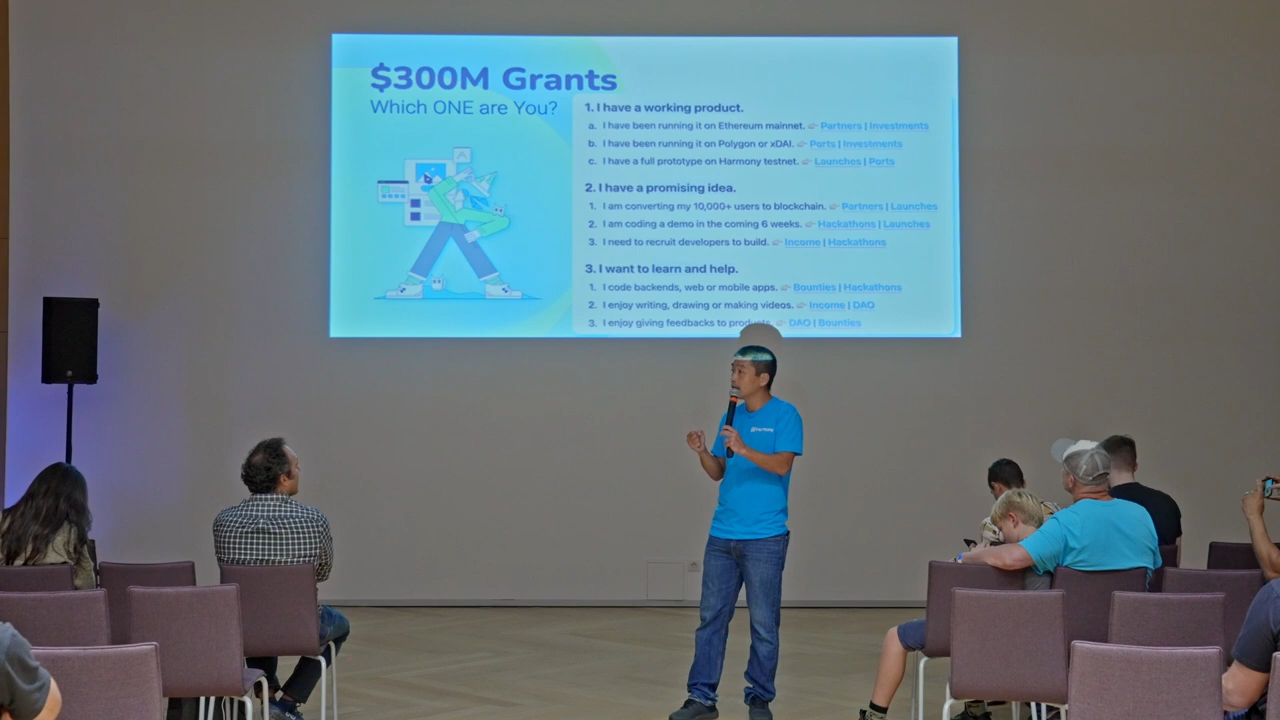 $300M Grants
Which ONE are You?
1. I have a working product.
a. I have been running it on Ethereum mainnet. 👉 Partners | Investments
b. I have been running it on Polygon or xDAI. 👉 Ports | Investments
c. I have a full prototype on Harmony testnet. 👉 Launches | Ports
2. I have a promising idea.
1. I am converting my 10,000+ users to blockchain. 👉 Partners | Launches
2. I am coding a demo in the coming 6 weeks. 👉 Hackathons | Launches
3. I need to recruit developers to build. 👉 Income | Hackathons
3. I want to learn and help.
1. I code backends, web or mobile apps. 👉 Bounties | Hackathons
2. I enjoy writing, drawing or making videos. 👉 Income | DAO
3. I enjoy giving feedbacks to products. 👉 DAO | Bounties
Harmony